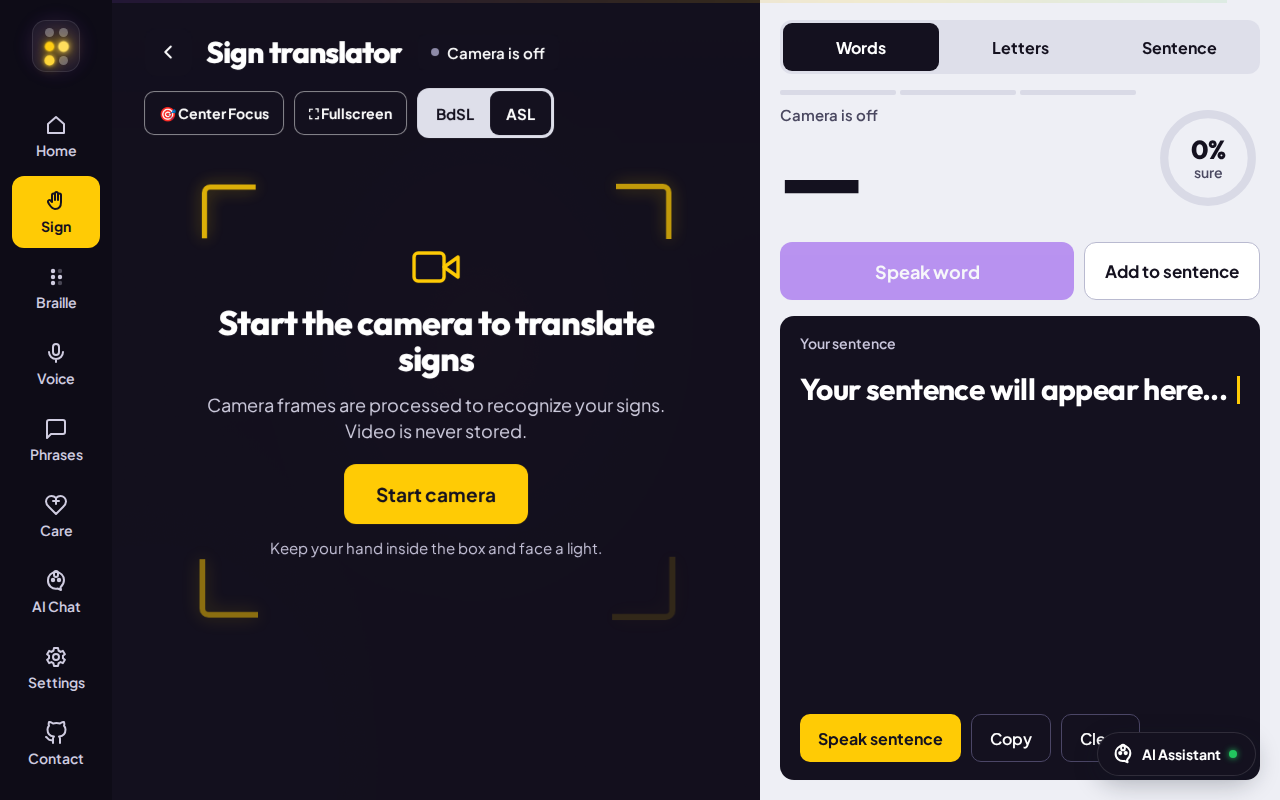 Home
Sign
Braille
Voice
Phrases
Care
AI Chat
Settings
Contact
Sign translator
Camera is off
🎯 Center Focus
⛶ Fullscreen
BdSL
ASL
Start the camera to translate
signs
Camera frames are processed to recognize your signs.
Video is never stored.
Start camera
Keep your hand inside the box and face a light.
Words
Letters
Sentence
Camera is off
0%
sure
—
Speak word
Add to sentence
Your sentence
Your sentence will appear here...
Speak sentence
Copy
AI Assistant